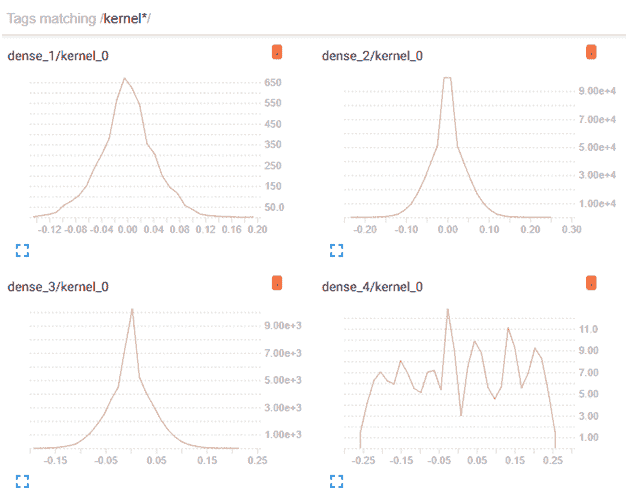 Tags matching /kernel*/
dense_1/kernel_0
650
550
450
350
250
150
50.0
-0.12 -0.08 -0.04 0.00 0.04 0.08 0.12 0.16 0.20
dense_2/kernel_0
9.00e+4
7.00e+4
5.00e+4
3.00e+4
1.00e+4
-0.20 -0.10 0.00 0.10 0.20 0.30
dense_3/kernel_0
9.00e+3
7.00e+3
5.00e+3
3.00e+3
1.00e+3
-0.15 -0.05 0.05 0.15 0.25
dense_4/kernel_0
11.0
9.00
7.00
5.00
3.00
1.00
-0.25 -0.15 -0.05 0.05 0.15 0.25